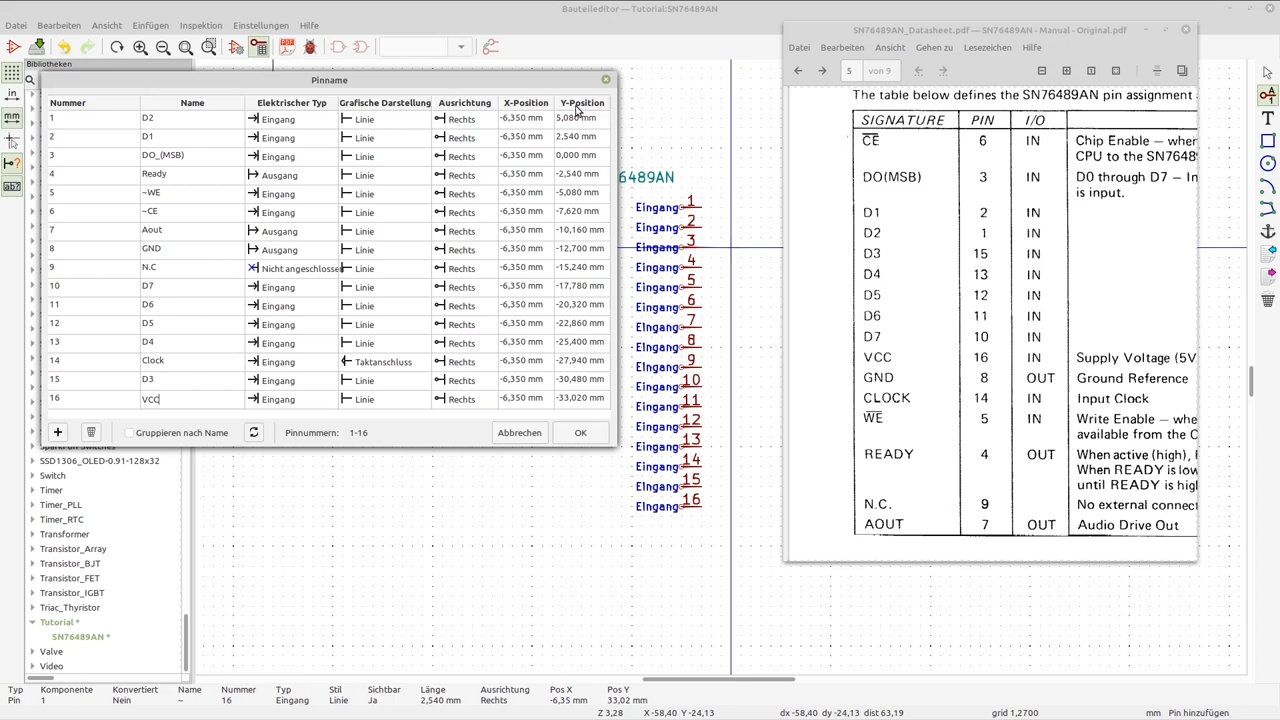 Bauteileditor — Tutorial:SN76489AN
Datei Bearbeiten Ansicht Einfügen Inspektion Einstellungen Hilfe
Bibliotheken
Pinname
Nummer Name Elektrischer Typ Grafische Darstellung Ausrichtung X-Position Y-Position
1 D2 Eingang Linie Rechts -6,350 mm 5,080 mm
2 D1 Eingang Linie Rechts -6,350 mm 2,540 mm
3 DO_(MSB) Eingang Linie Rechts -6,350 mm 0,000 mm
4 Ready Ausgang Linie Rechts -6,350 mm -2,540 mm
5 ~WE Eingang Linie Rechts -6,350 mm -5,080 mm
6 ~CE Eingang Linie Rechts -6,350 mm -7,620 mm
7 Aout Ausgang Linie Rechts -6,350 mm -10,160 mm
8 GND Ausgang Linie Rechts -6,350 mm -12,700 mm
9 N.C Nicht angeschlossen Linie Rechts -6,350 mm -15,240 mm
10 D7 Eingang Linie Rechts -6,350 mm -17,780 mm
11 D6 Eingang Linie Rechts -6,350 mm -20,320 mm
12 D5 Eingang Linie Rechts -6,350 mm -22,860 mm
13 D4 Eingang Linie Rechts -6,350 mm -25,400 mm
14 Clock Eingang Taktanschluss Rechts -6,350 mm -27,940 mm
15 D3 Eingang Linie Rechts -6,350 mm -30,480 mm
16 VCC Eingang Linie Rechts -6,350 mm -33,020 mm
Gruppieren nach Name Pinnummern: 1-16 Abbrechen OK
SSD1306_OLED-0.91-128x32
Switch
Timer
Timer_PLL
Timer_RTC
Transformer
Transistor_Array
Transistor_BJT
Transistor_FET
Transistor_IGBT
Triac_Thyristor
Tutorial *
SN76489AN *
Valve
Video
in
mm
ab?
6489AN
Eingang 1
Eingang 2
Eingang 3
Eingang 4
Eingang 5
Eingang 6
Eingang 7
Eingang 8
Eingang 9
Eingang 10
Eingang 11
Eingang 12
Eingang 13
Eingang 14
Eingang 15
Eingang 16
SN76489AN_Datasheet.pdf — SN76489AN - Manual - Original.pdf
Datei Bearbeiten Ansicht Gehen zu Lesezeichen Hilfe
5 von 9
The table below defines the SN76489AN pin assignment
SIGNATURE PIN I/O
CE 6 IN Chip Enable — when
CPU to the SN7648
DO(MSB) 3 IN D0 through D7 — In
is input.
D1 2 IN
D2 1 IN
D3 15 IN
D4 13 IN
D5 12 IN
D6 11 IN
D7 10 IN
VCC 16 IN Supply Voltage (5V
GND 8 OUT Ground Reference
CLOCK 14 IN Input Clock
WE 5 IN Write Enable — whe
available from the C
READY 4 OUT When active (high),
When READY is low
until READY is high
N.C. 9 No external connect
AOUT 7 OUT Audio Drive Out
Typ Komponente Konvertiert Name Nummer Typ Stil Sichtbar Länge Ausrichtung Pos X Pos Y
Pin 1 Nein ~ 16 Eingang Linie Ja 2,540 mm Rechts -6,35 mm 33,02 mm
Z 3,28 X -58,40 Y -24,13 dx -58,40 dy -24,13 dist 63,19 grid 1,2700 mm Pin hinzufügen